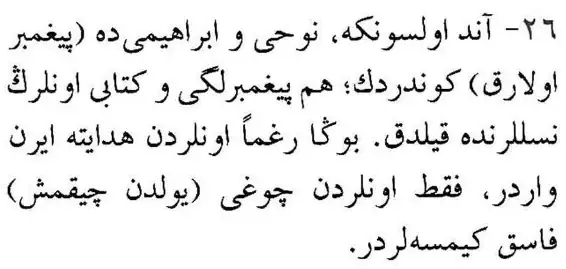 ٢٦- آند اولسونكه، نوحی و ابراهیمی‌ده (پیغمبر
اولارق) كوندردك؛ هم پیغمبرلگی و كتابی اونلرڭ
نسللرنده قیلدق. بوڭا رغماً اونلردن هدایته ایرن
واردر، فقط اونلردن چوغی (یولدن چیقمش)
فاسق كیمسه‌لردر.